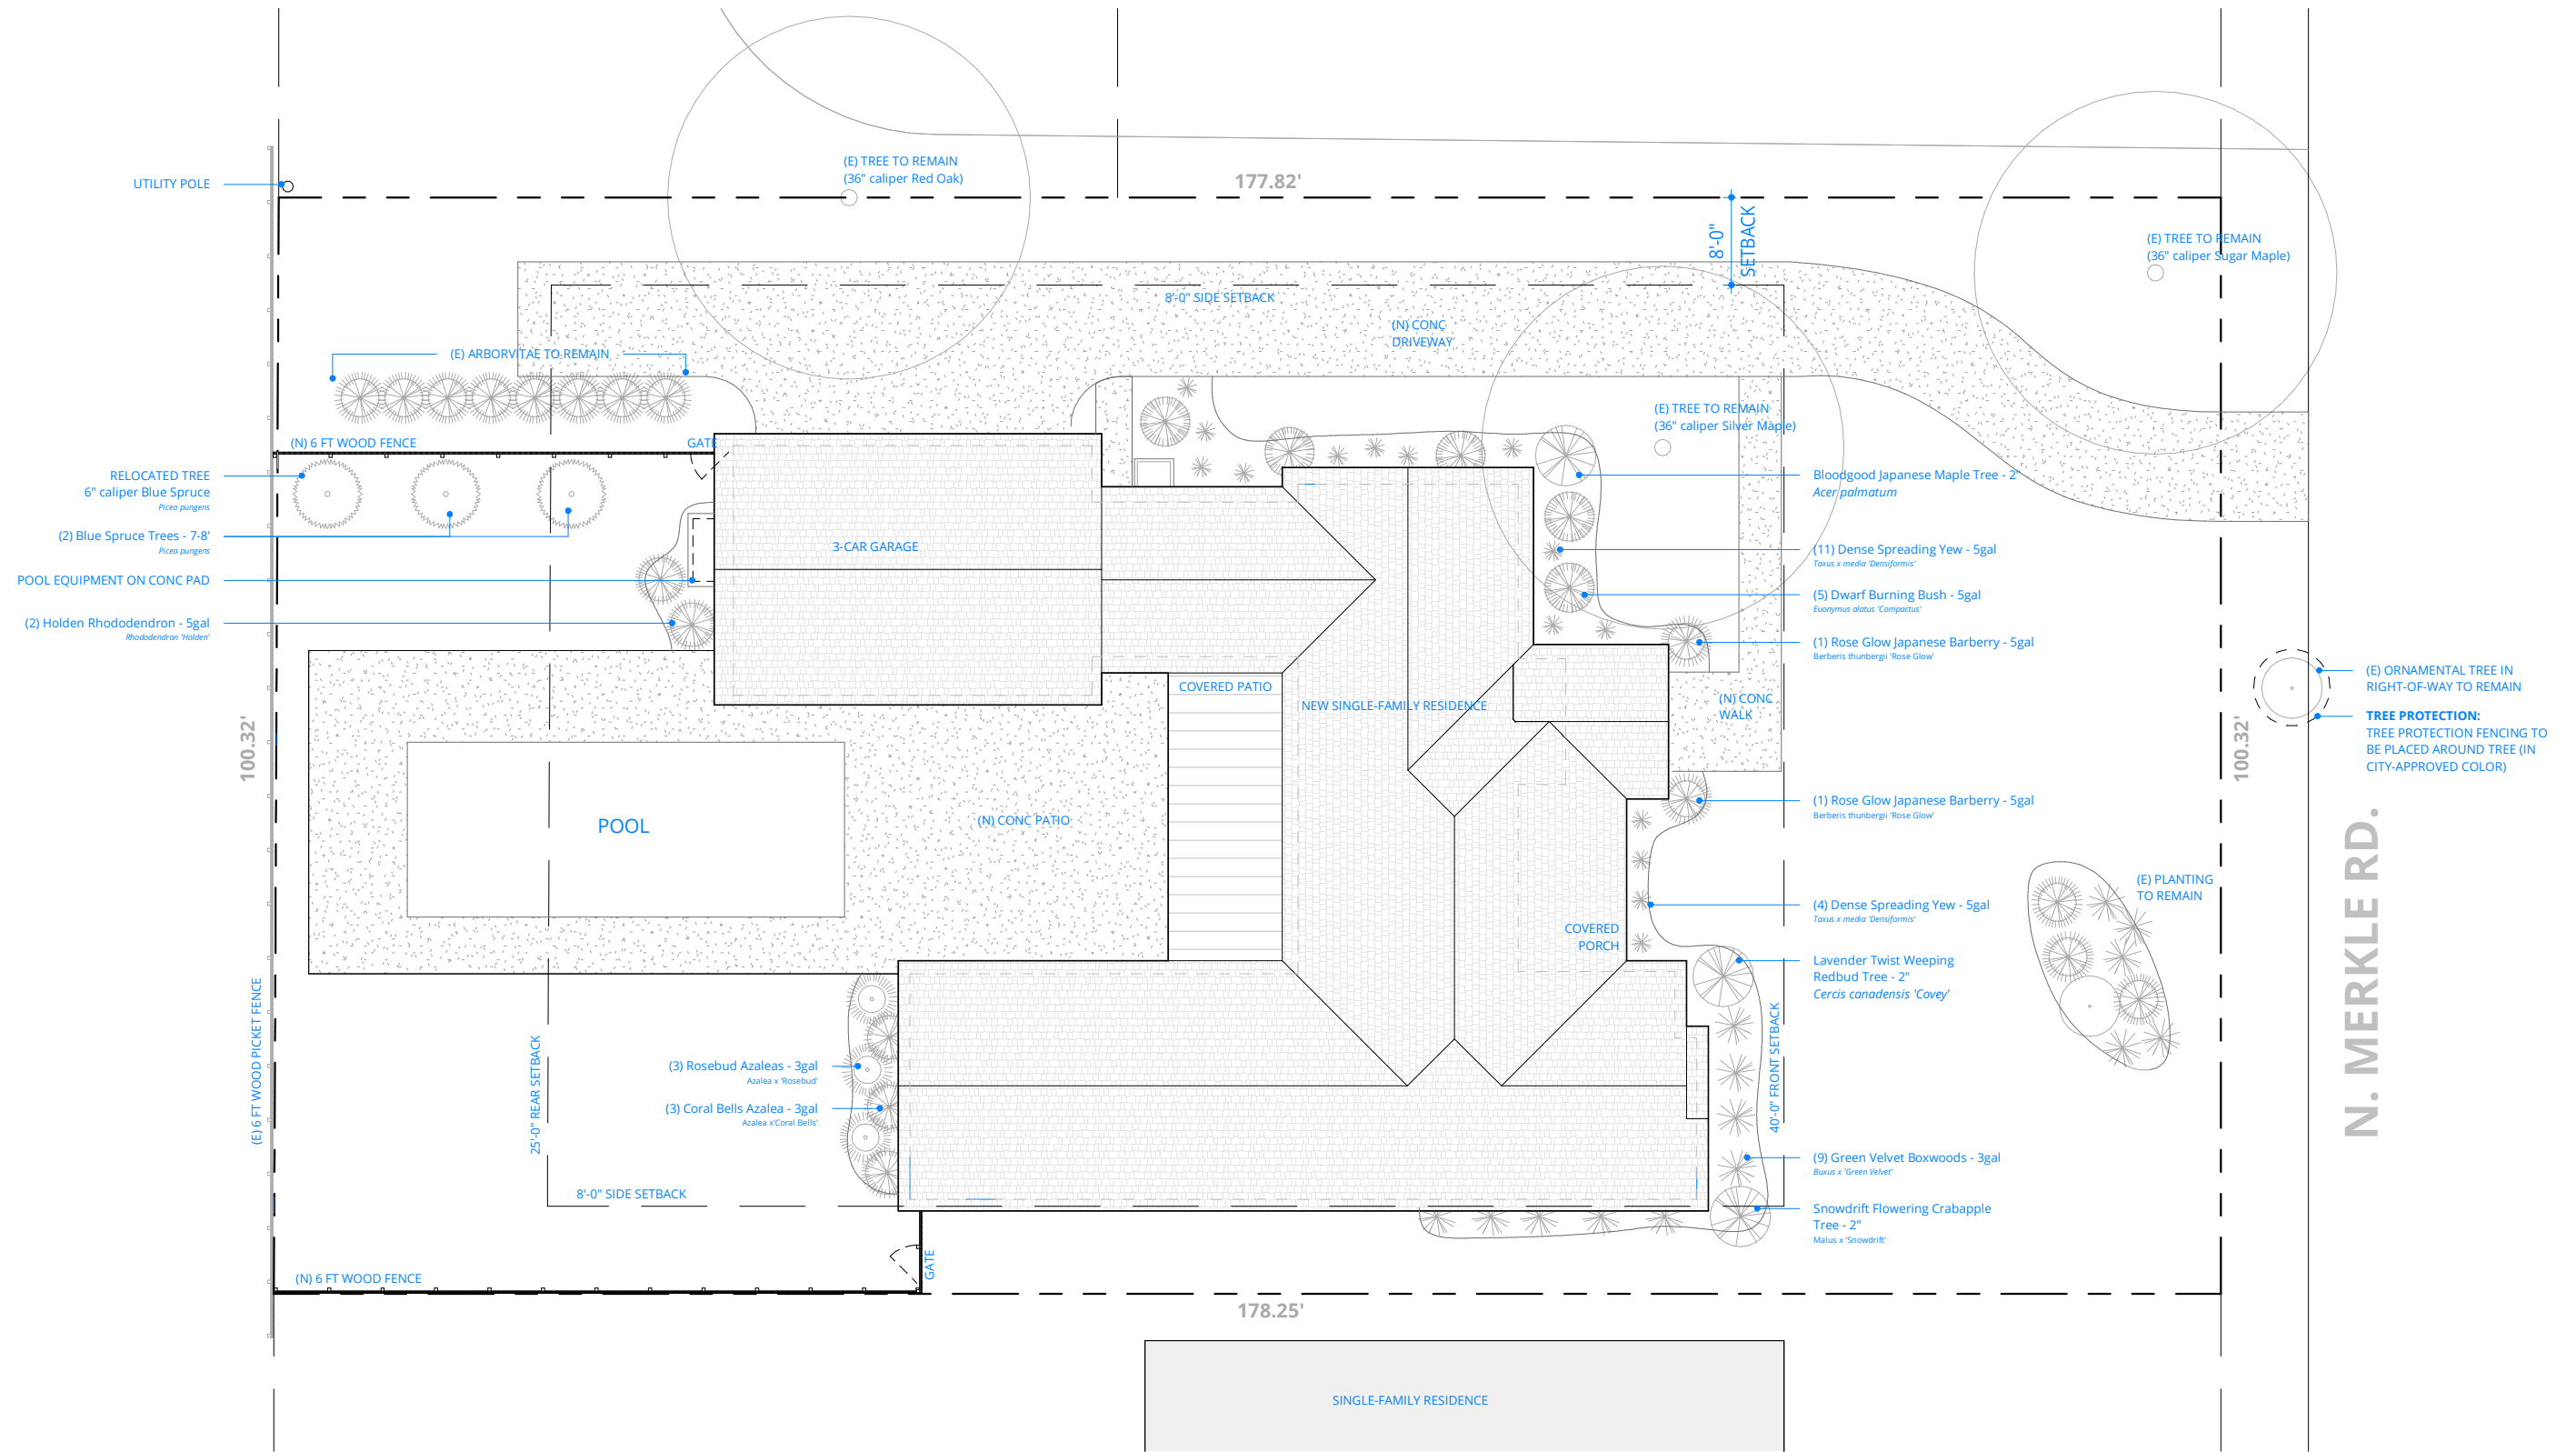 (E) TREE TO REMAIN
(36" caliper Red Oak)
UTILITY POLE
177.82'
8'-0"
SETBACK
(E) TREE TO REMAIN
(36" caliper Sugar Maple)
8'-0" SIDE SETBACK
(N) CONC
DRIVEWAY
(E) ARBORVITAE TO REMAIN
(E) TREE TO REMAIN
(36" caliper Silver Maple)
(N) 6 FT WOOD FENCE
GATE
RELOCATED TREE
6" caliper Blue Spruce
Picea pungens
(2) Blue Spruce Trees - 7-8'
Picea pungens
POOL EQUIPMENT ON CONC PAD
(2) Holden Rhododendron - 5gal
Rhododendron 'Holden'
3-CAR GARAGE
Bloodgood Japanese Maple Tree - 2"
Acer palmatum
(11) Dense Spreading Yew - 5gal
Taxus x media 'Densiformis'
(5) Dwarf Burning Bush - 5gal
Euonymus alatus 'Compactus'
(1) Rose Glow Japanese Barberry - 5gal
Berberis thunbergii 'Rose Glow'
COVERED PATIO
NEW SINGLE-FAMILY RESIDENCE
(N) CONC
WALK
(E) ORNAMENTAL TREE IN
RIGHT-OF-WAY TO REMAIN
TREE PROTECTION:
TREE PROTECTION FENCING TO
BE PLACED AROUND TREE (IN
CITY-APPROVED COLOR)
100.32'
100.32'
POOL
(N) CONC PATIO
(1) Rose Glow Japanese Barberry - 5gal
Berberis thunbergii 'Rose Glow'
(E) PLANTING
TO REMAIN
(4) Dense Spreading Yew - 5gal
Taxus x media 'Densiformis'
COVERED
PORCH
Lavender Twist Weeping
Redbud Tree - 2"
Cercis canadensis 'Covey'
N. MERKLE RD.
(E) 6 FT WOOD PICKET FENCE
25'-0" REAR SETBACK
40'-0" FRONT SETBACK
(3) Rosebud Azaleas - 3gal
Azalea x 'Rosebud'
(3) Coral Bells Azalea - 3gal
Azalea x'Coral Bells'
(9) Green Velvet Boxwoods - 3gal
Buxus x 'Green Velvet'
8'-0" SIDE SETBACK
Snowdrift Flowering Crabapple
Tree - 2"
Malus x 'Snowdrift'
GATE
(N) 6 FT WOOD FENCE
178.25'
SINGLE-FAMILY RESIDENCE